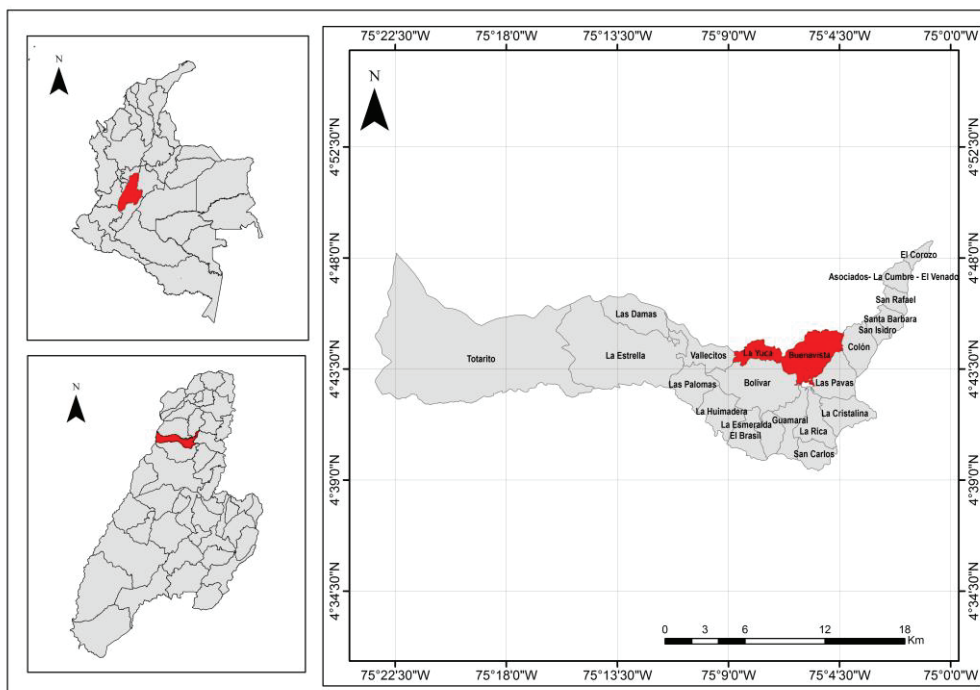 N
N
75°22'30"W 75°18'0"W 75°13'30"W 75°9'0"W 75°4'30"W 75°0'0"W
N
4°52'30"N 4°52'30"N
4°48'0"N 4°48'0"N
4°43'30"N 4°43'30"N
4°39'0"N 4°39'0"N
4°34'30"N 4°34'30"N
El Corozo
Asociados- La Cumbre - El Venado
San Rafael
Santa Barbara
San Isidro
Colón
Las Damas
Totarito
La Estrella
Vallecitos
La Yuca
Buenavista
Las Palomas
Bolivar
Las Pavas
La Huimadera
La Cristalina
La Esmeralda
Guamaral
El Brasil
La Rica
San Carlos
0 3 6 12 18
Km
75°22'30"W 75°18'0"W 75°13'30"W 75°9'0"W 75°4'30"W 75°0'0"W